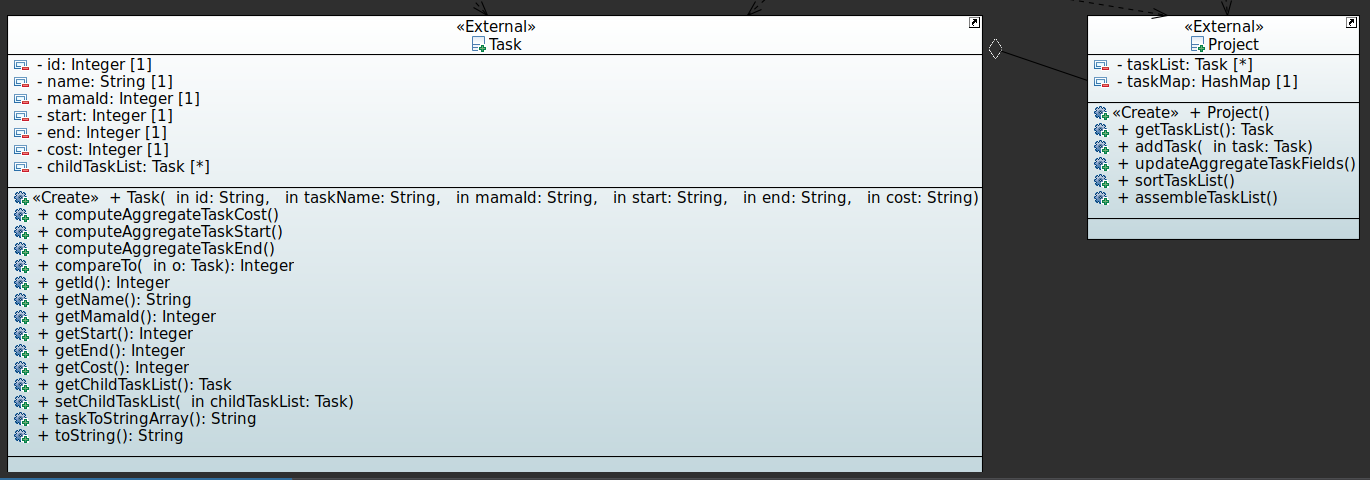 «External»
Task
- id: Integer [1]
- name: String [1]
- mamaId: Integer [1]
- start: Integer [1]
- end: Integer [1]
- cost: Integer [1]
- childTaskList: Task [*]
«Create» + Task( in id: String, in taskName: String, in mamaId: String, in start: String, in end: String, in cost: String)
+ computeAggregateTaskCost()
+ computeAggregateTaskStart()
+ computeAggregateTaskEnd()
+ compareTo( in o: Task): Integer
+ getId(): Integer
+ getName(): String
+ getMamaId(): Integer
+ getStart(): Integer
+ getEnd(): Integer
+ getCost(): Integer
+ getChildTaskList(): Task
+ setChildTaskList( in childTaskList: Task)
+ taskToStringArray(): String
+ toString(): String
«External»
Project
- taskList: Task [*]
- taskMap: HashMap [1]
«Create» + Project()
+ getTaskList(): Task
+ addTask( in task: Task)
+ updateAggregateTaskFields()
+ sortTaskList()
+ assembleTaskList()